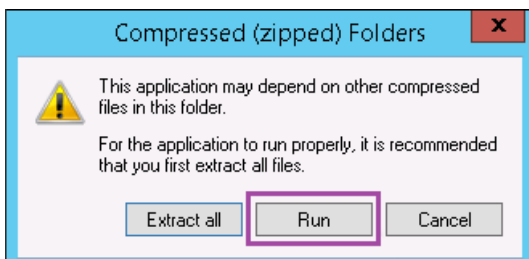 Compressed (zipped) Folders
x
This application may depend on other compressed
files in this folder.
For the application to run properly, it is recommended
that you first extract all files.
Extract all
Run
Cancel